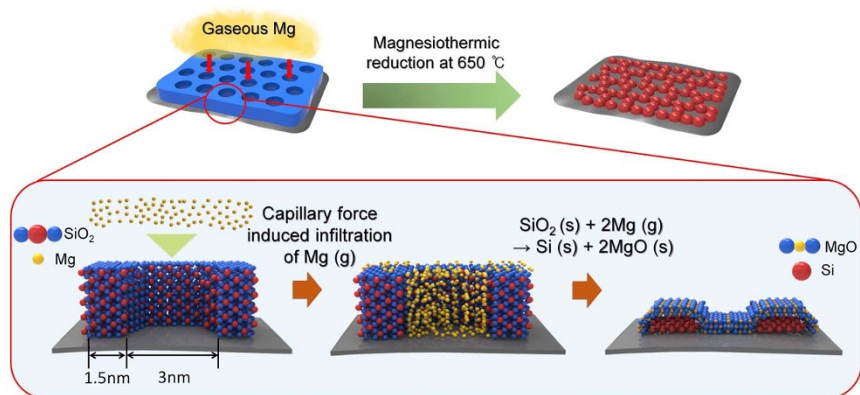 Gaseous Mg
Magnesiothermic
reduction at 650 ℃
SiO₂
Mg
Capillary force
induced infiltration
of Mg (g)
SiO₂ (s) + 2Mg (g)
→ Si (s) + 2MgO (s)
MgO
Si
1.5nm
3nm